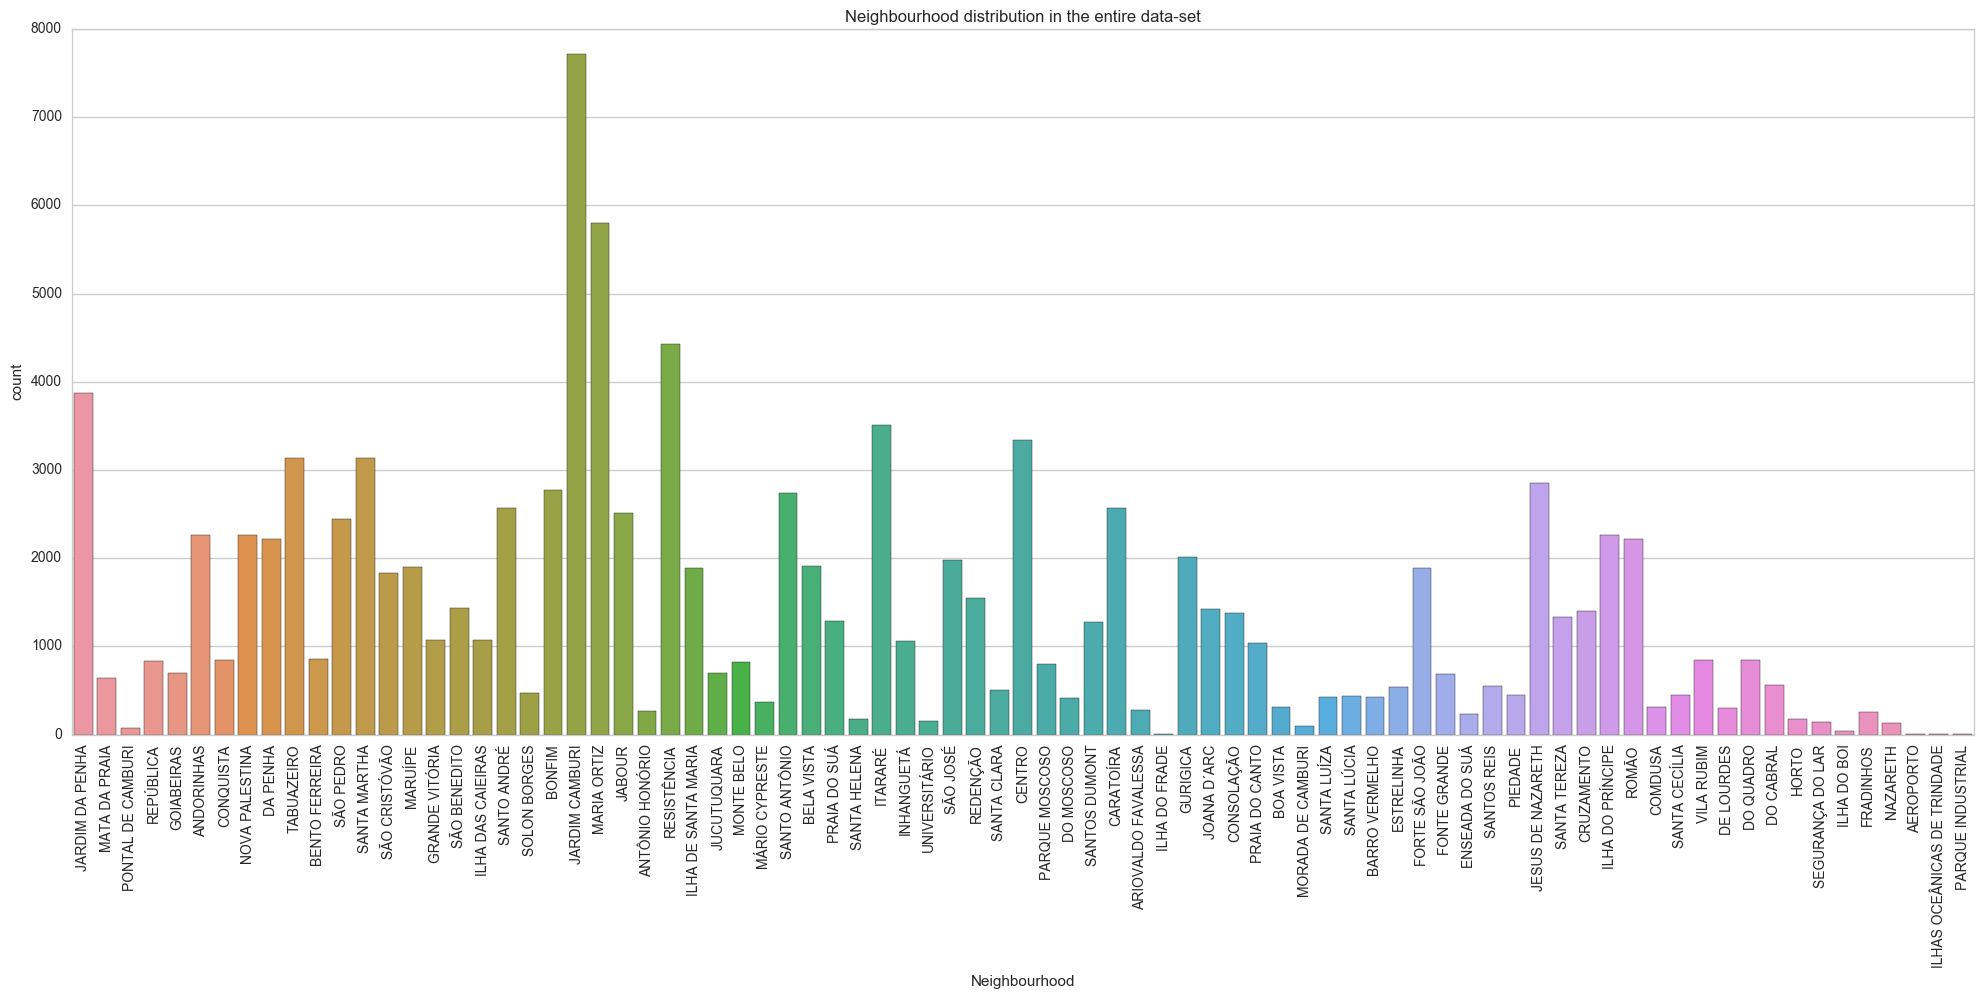 Neighbourhood distribution in the entire data-set
count
8000
7000
6000
5000
4000
3000
2000
1000
0
JARDIM DA PENHA
MATA DA PRAIA
PONTAL DE CAMBURI
REPÚBLICA
GOIABEIRAS
ANDORINHAS
CONQUISTA
NOVA PALESTINA
DA PENHA
TABUAZEIRO
BENTO FERREIRA
SÃO PEDRO
SANTA MARTHA
SÃO CRISTÓVÃO
MARUÍPE
GRANDE VITÓRIA
SÃO BENEDITO
ILHA DAS CAIEIRAS
SANTO ANDRÉ
SOLON BORGES
BONFIM
JARDIM CAMBURI
MARIA ORTIZ
JABOUR
ANTÔNIO HONÓRIO
RESISTÊNCIA
ILHA DE SANTA MARIA
JUCUTUQUARA
MONTE BELO
MÁRIO CYPRESTE
SANTO ANTÔNIO
BELA VISTA
PRAIA DO SUÁ
SANTA HELENA
ITARARÉ
INHANGUETÁ
UNIVERSITÁRIO
SÃO JOSÉ
REDENÇÃO
SANTA CLARA
CENTRO
PARQUE MOSCOSO
DO MOSCOSO
SANTOS DUMONT
CARATOÍRA
ARIOVALDO FAVALESSA
ILHA DO FRADE
GURIGICA
JOANA D´ARC
CONSOLAÇÃO
PRAIA DO CANTO
BOA VISTA
MORADA DE CAMBURI
SANTA LUÍZA
SANTA LÚCIA
BARRO VERMELHO
ESTRELINHA
FORTE SÃO JOÃO
FONTE GRANDE
ENSEADA DO SUÁ
SANTOS REIS
PIEDADE
JESUS DE NAZARETH
SANTA TEREZA
CRUZAMENTO
ILHA DO PRÍNCIPE
ROMÃO
COMDUSA
SANTA CECÍLIA
VILA RUBIM
DE LOURDES
DO QUADRO
DO CABRAL
HORTO
SEGURANÇA DO LAR
ILHA DO BOI
FRADINHOS
NAZARETH
AEROPORTO
ILHAS OCEÂNICAS DE TRINDADE
PARQUE INDUSTRIAL
Neighbourhood